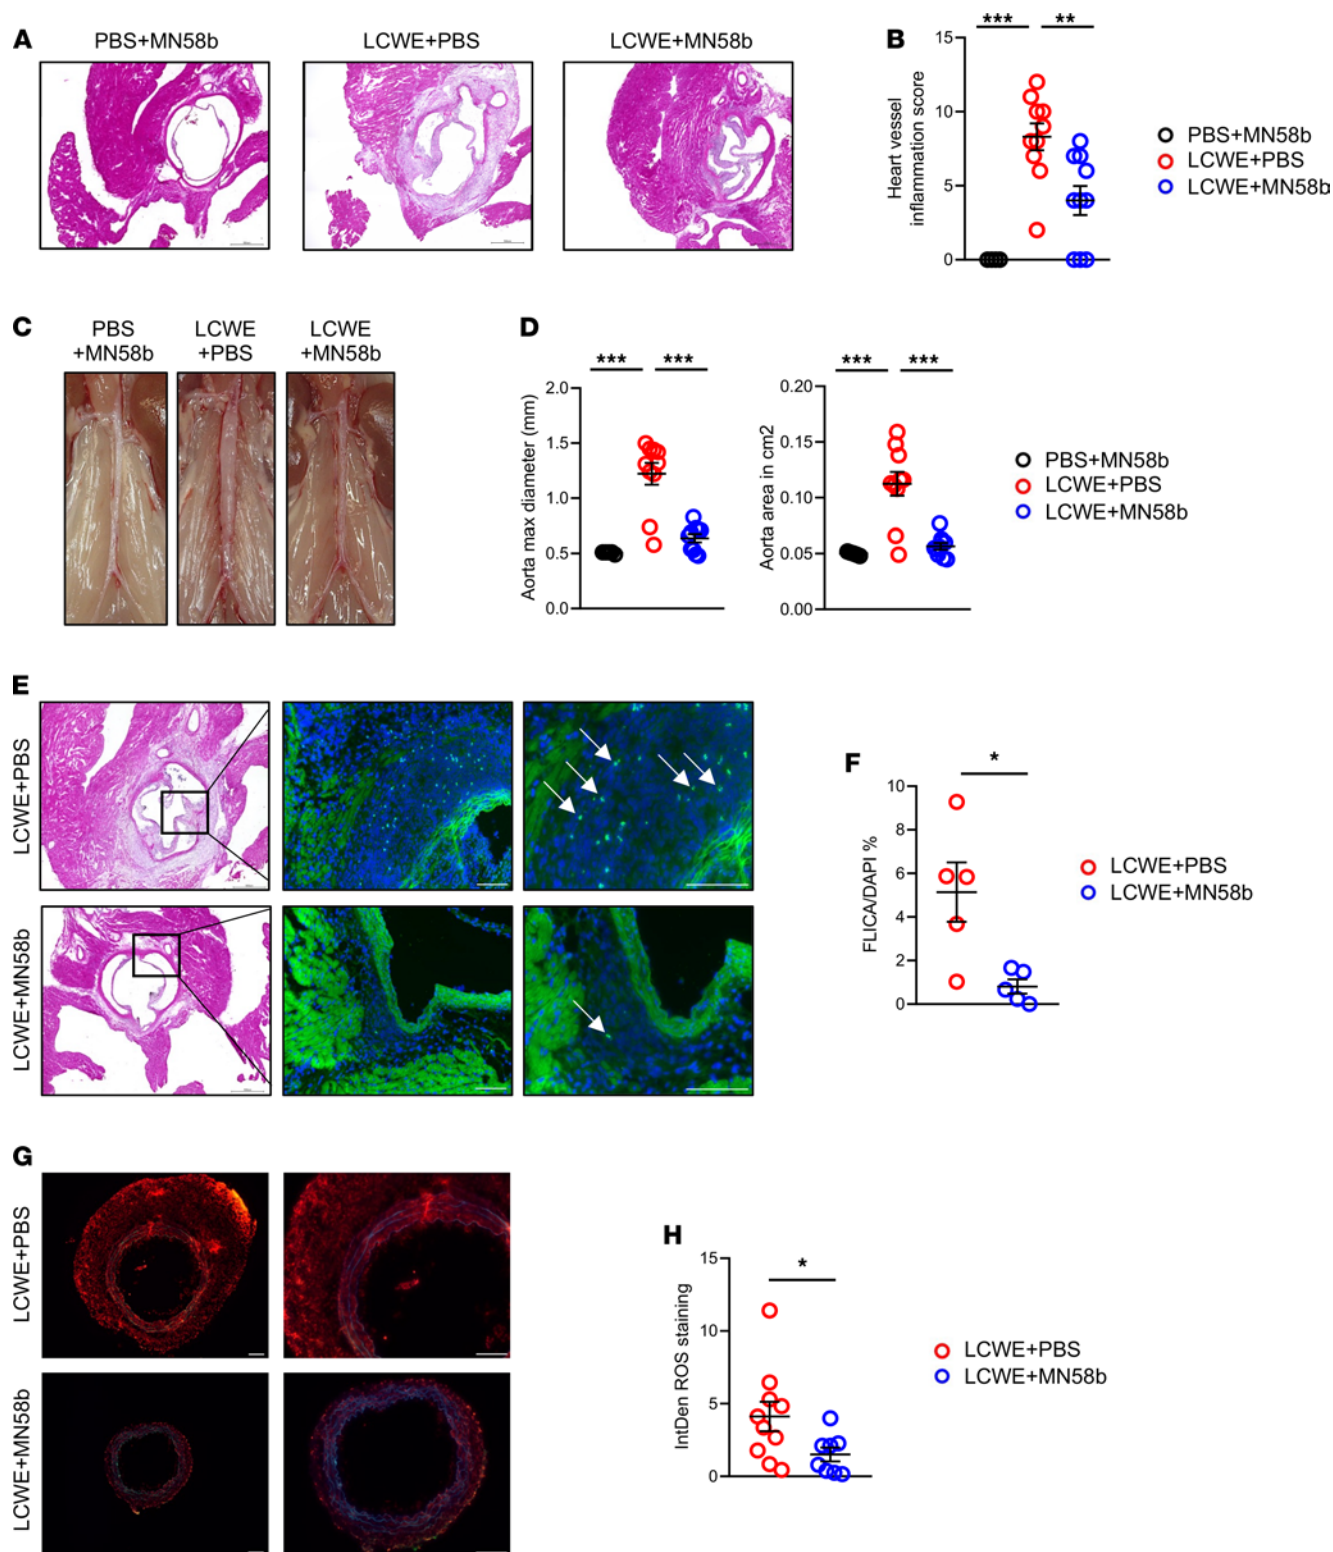 A
PBS+MN58b
LCWE+PBS
LCWE+MN58b
B
***
**
Heart vessel
inflammation score
15
10
5
0
PBS+MN58b
LCWE+PBS
LCWE+MN58b
C
PBS
+MN58b
LCWE
+PBS
LCWE
+MN58b
D
***
***
Aorta max diameter (mm)
2.0
1.5
1.0
0.5
0.0
***
***
Aorta area in cm2
0.20
0.15
0.10
0.05
0.00
PBS+MN58b
LCWE+PBS
LCWE+MN58b
E
LCWE+PBS
LCWE+MN58b
F
*
FLICA/DAPI %
10
8
6
4
2
0
LCWE+PBS
LCWE+MN58b
G
LCWE+PBS
LCWE+MN58b
H
*
IntDen ROS staining
15
10
5
0
LCWE+PBS
LCWE+MN58b